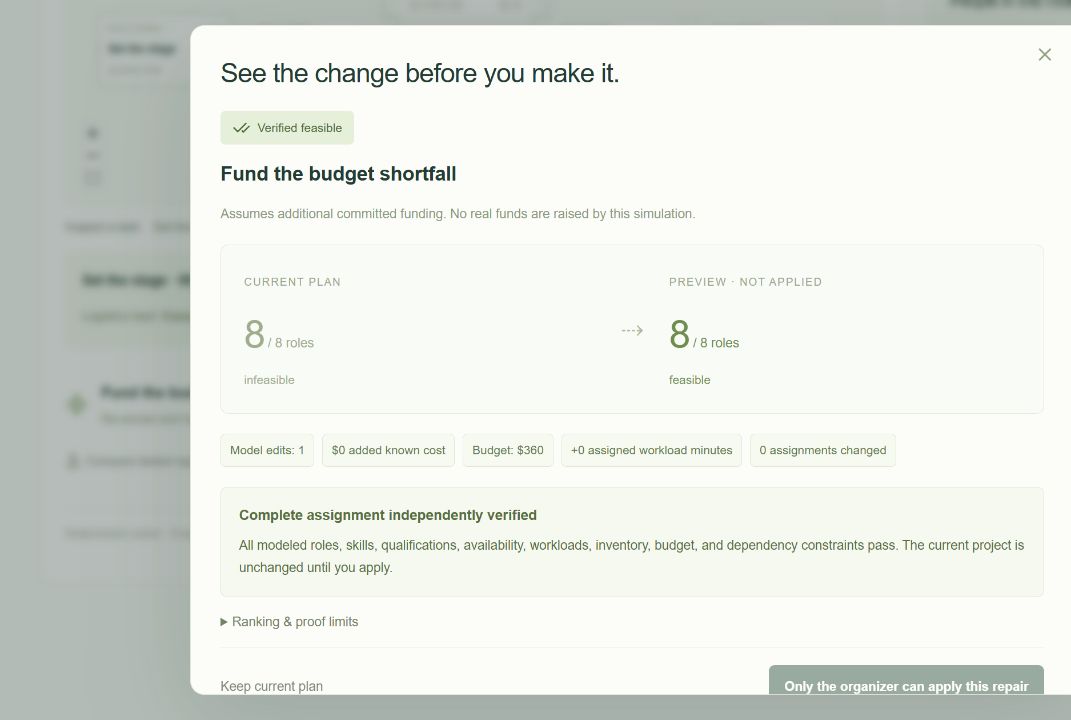 See the change before you make it.
Verified feasible
Fund the budget shortfall
Assumes additional committed funding. No real funds are raised by this simulation.
CURRENT PLAN
8 / 8 roles
infeasible
PREVIEW · NOT APPLIED
8 / 8 roles
feasible
Model edits: 1
$0 added known cost
Budget: $360
+0 assigned workload minutes
0 assignments changed
Complete assignment independently verified
All modeled roles, skills, qualifications, availability, workloads, inventory, budget, and dependency constraints pass. The current project is
unchanged until you apply.
Ranking & proof limits
Keep current plan
Only the organizer can apply this repair